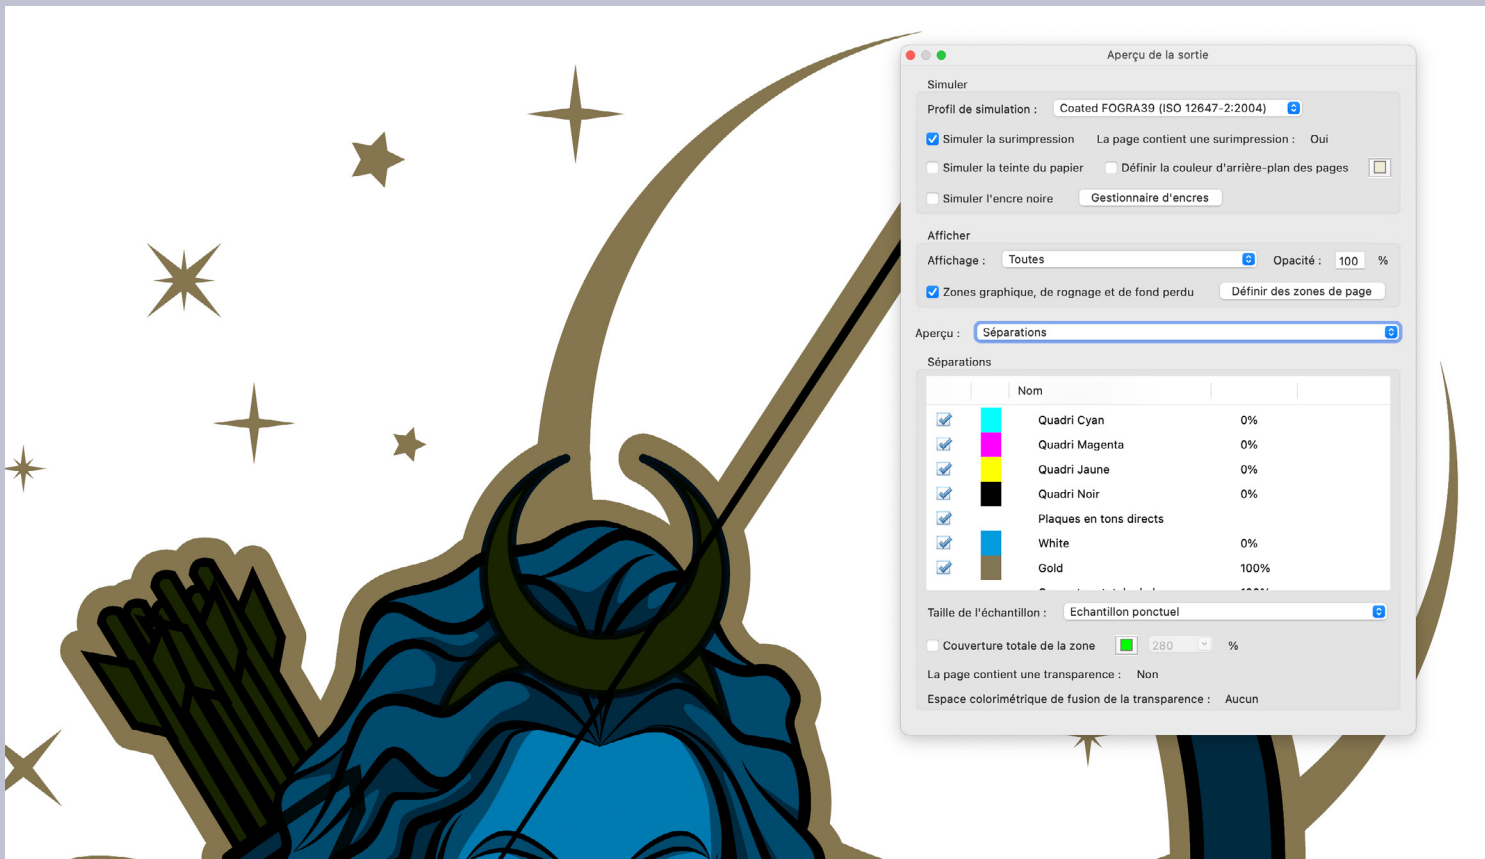 Aperçu de la sortie
Simuler
Profil de simulation : Coated FOGRA39 (ISO 12647-2:2004)
Simuler la surimpression La page contient une surimpression : Oui
Simuler la teinte du papier Définir la couleur d'arrière-plan des pages
Simuler l'encre noire Gestionnaire d'encres
Afficher
Affichage : Toutes Opacité : 100 %
Zones graphique, de rognage et de fond perdu Définir des zones de page
Aperçu : Séparations
Séparations
Nom
Quadri Cyan 0%
Quadri Magenta 0%
Quadri Jaune 0%
Quadri Noir 0%
Plaques en tons directs
White 0%
Gold 100%
Taille de l'échantillon : Echantillon ponctuel
Couverture totale de la zone 280 %
La page contient une transparence : Non
Espace colorimétrique de fusion de la transparence : Aucun